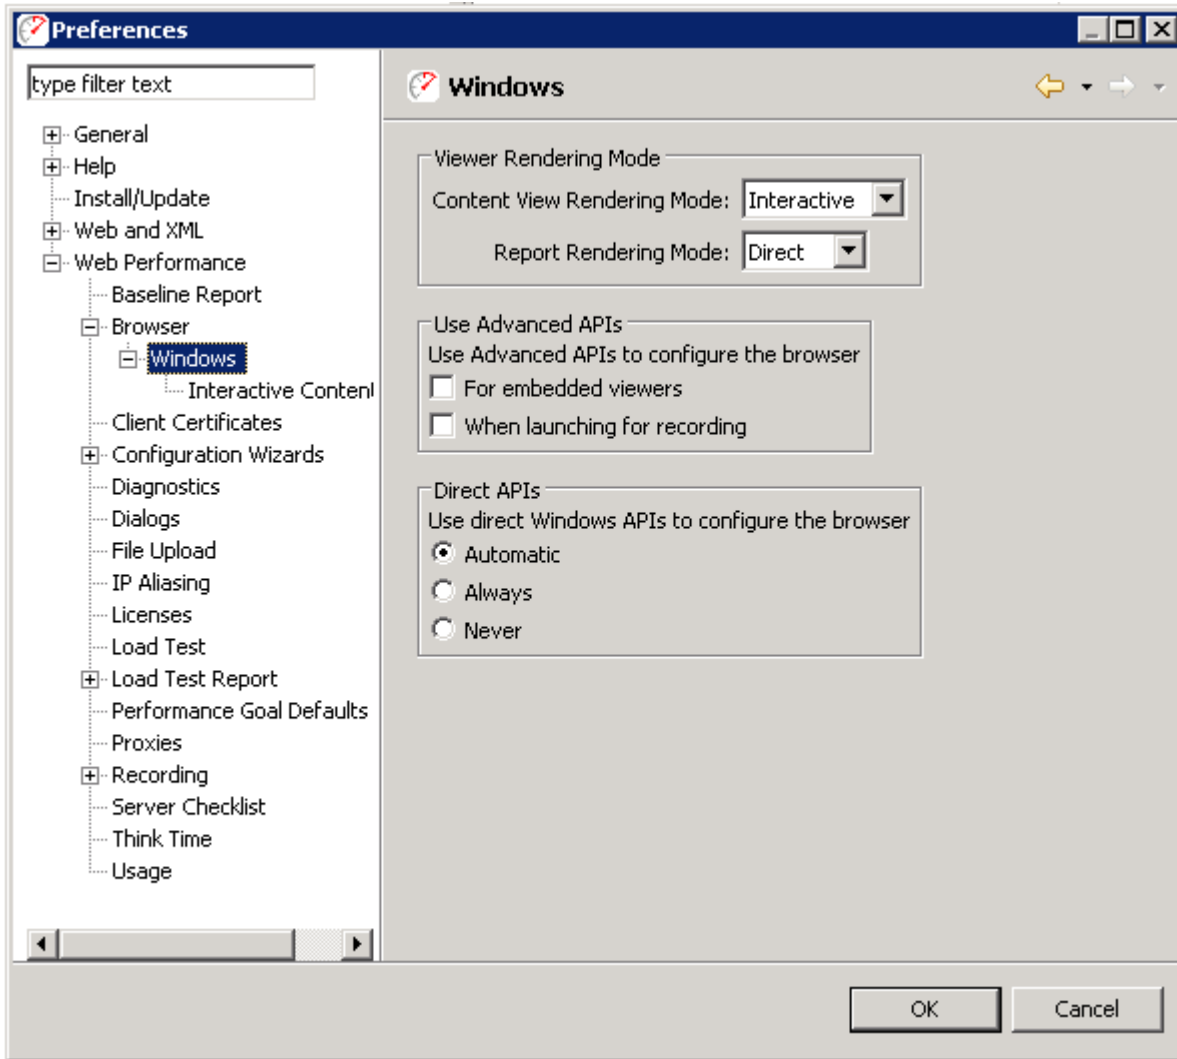 Preferences
type filter text
General
Help
Install/Update
Web and XML
Web Performance
Baseline Report
Browser
Windows
Interactive Content
Client Certificates
Configuration Wizards
Diagnostics
Dialogs
File Upload
IP Aliasing
Licenses
Load Test
Load Test Report
Performance Goal Defaults
Proxies
Recording
Server Checklist
Think Time
Usage
Windows
Viewer Rendering Mode
Content View Rendering Mode: Interactive
Report Rendering Mode: Direct
Use Advanced APIs
Use Advanced APIs to configure the browser
For embedded viewers
When launching for recording
Direct APIs
Use direct Windows APIs to configure the browser
Automatic
Always
Never
OK Cancel